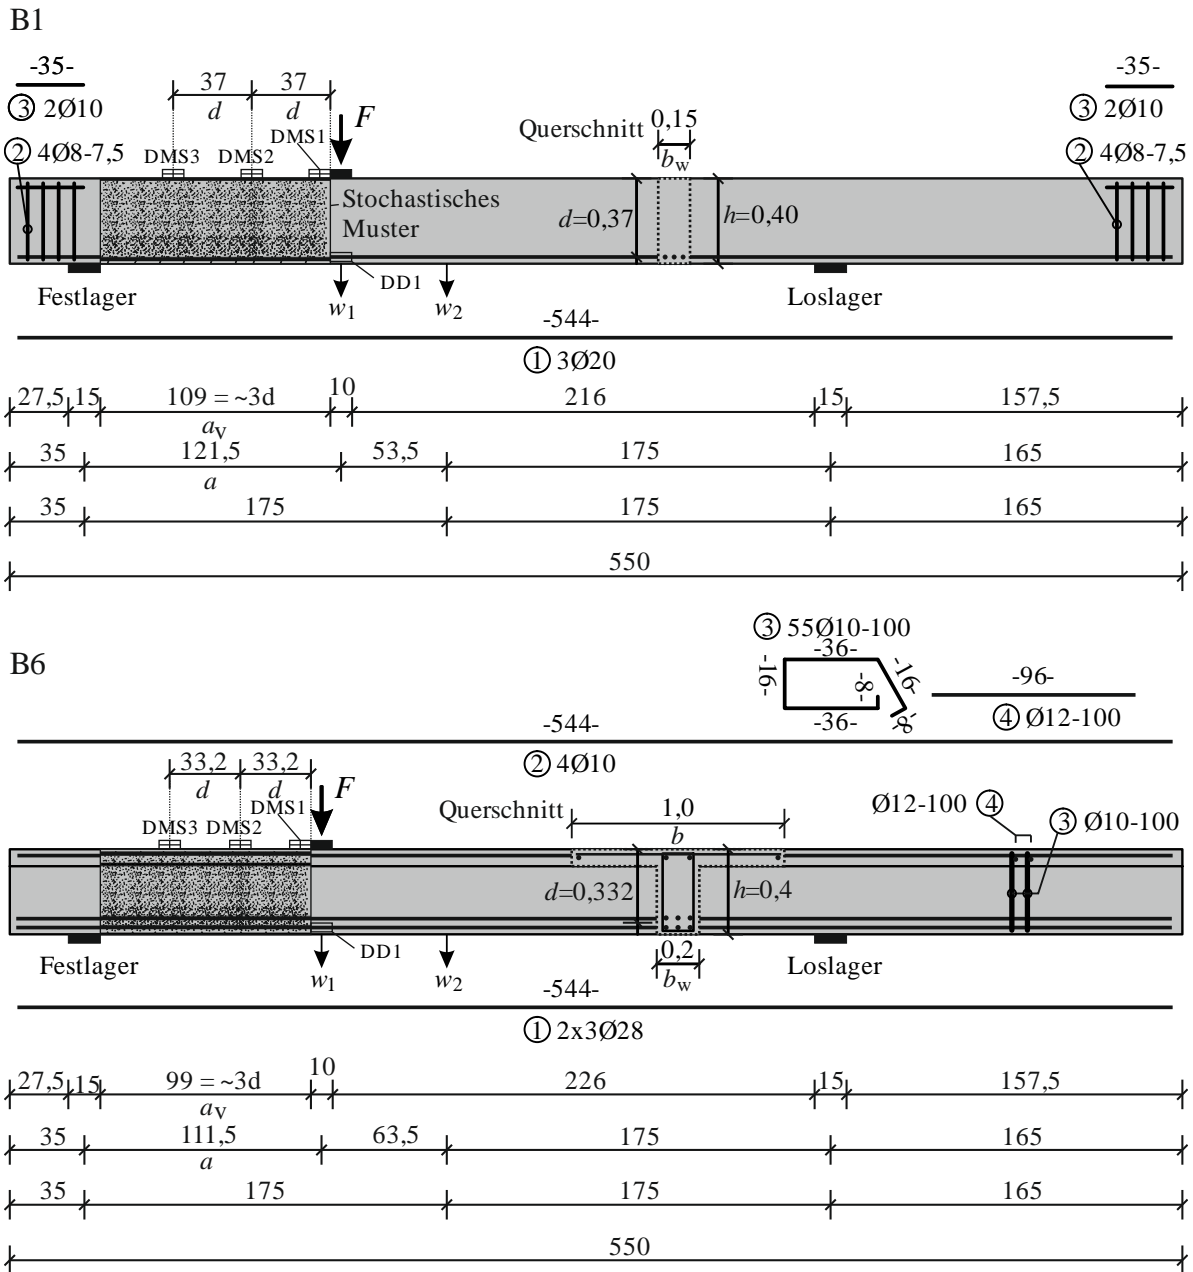 B1
-35-
③ 2Ø10
② 4Ø8-7,5
37 37
d d
DMS3 DMS2 DMS1
F
Querschnitt 0,15
b_w
-35-
③ 2Ø10
② 4Ø8-7,5
Stochastisches
Muster
d=0,37
h=0,40
DD1
Festlager
w₁
w₂
Loslager
-544-
① 3Ø20
27,5 15 109 = ~3d 10 216 15 157,5
a_v
35 121,5 53,5 175 165
a
35 175 175 165
550
③ 55Ø10-100
-36-
-16-
-16-
-8-
-8-
-36-
-96-
④ Ø12-100
B6
-544-
② 4Ø10
33,2 33,2
d d
DMS3 DMS2 DMS1
F
Querschnitt
1,0
b
Ø12-100 ④
③ Ø10-100
d=0,332
h=0,4
DD1
0,2
b_w
Festlager
w₁
w₂
Loslager
-544-
① 2x3Ø28
27,5 15 99 = ~3d 10 226 15 157,5
a_v
35 111,5 63,5 175 165
a
35 175 175 165
550